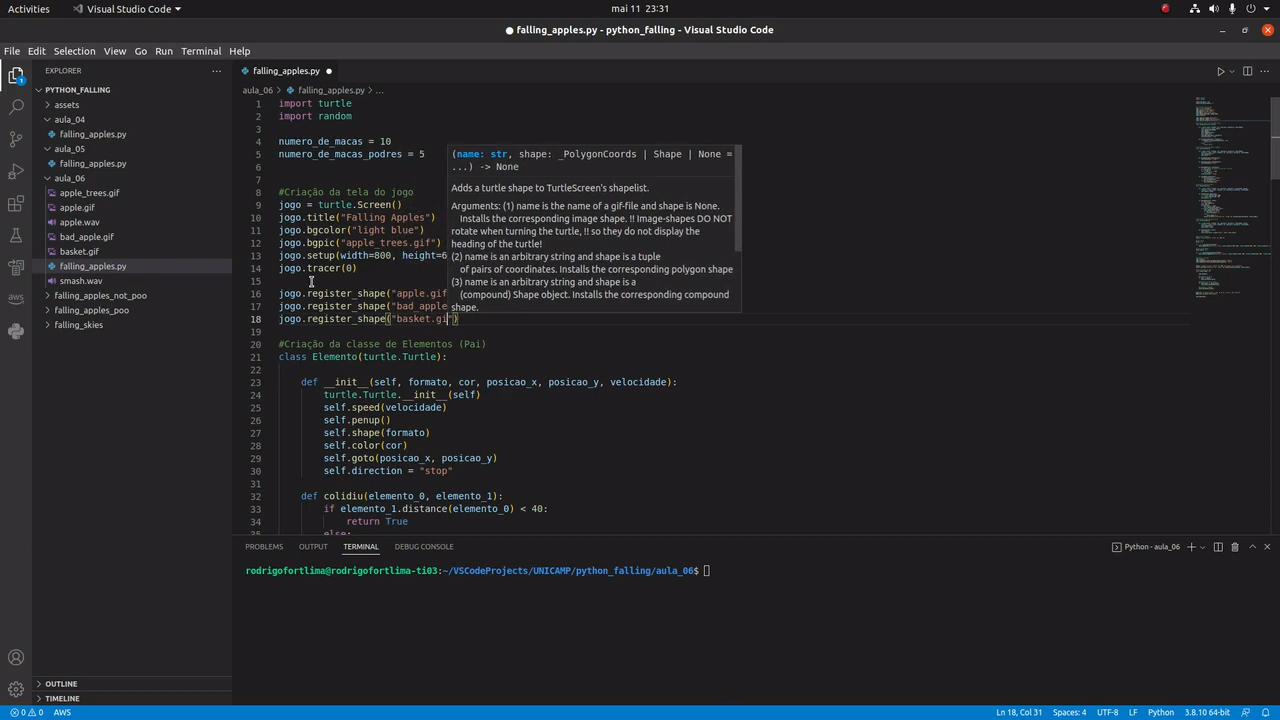 Activities
Visual Studio Code
mai 11 23:31
falling_apples.py - python_falling - Visual Studio Code
File Edit Selection View Go Run Terminal Help
EXPLORER
PYTHON_FALLING
assets
aula_04
falling_apples.py
aula_05
falling_apples.py
aula_06
apple_trees.gif
apple.gif
apple.wav
bad_apple.gif
basket.gif
falling_apples.py
smash.wav
falling_apples_not_poo
falling_apples_poo
falling_skies
OUTLINE
TIMELINE
falling_apples.py
aula_06 > falling_apples.py > ...
1 import turtle
2 import random
3
4 numero_de_macas = 10
5 numero_de_macas_podres = 5
6
7
8 #Criação da tela do jogo
9 jogo = turtle.Screen()
10 jogo.title("Falling Apples")
11 jogo.bgcolor("light blue")
12 jogo.bgpic("apple_trees.gif")
13 jogo.setup(width=800, height=6
14 jogo.tracer(0)
15
16 jogo.register_shape("apple.gif
17 jogo.register_shape("bad_apple
18 jogo.register_shape("basket.gi")
19
20 #Criação da classe de Elementos (Pai)
21 class Elemento(turtle.Turtle):
22
23 def __init__(self, formato, cor, posicao_x, posicao_y, velocidade):
24 turtle.Turtle.__init__(self)
25 self.speed(velocidade)
26 self.penup()
27 self.shape(formato)
28 self.color(cor)
29 self.goto(posicao_x, posicao_y)
30 self.direction = "stop"
31
32 def colidiu(elemento_0, elemento_1):
33 if elemento_1.distance(elemento_0) < 40:
34 return True
35 else:
(name: str, shape: _PolygonCoords | Shape | None =
...) -> None
Adds a turtle shape to TurtleScreen's shapelist.
Arguments: (1) name is the name of a gif-file and shape is None.
Installs the corresponding image shape. !! Image-shapes DO NOT
rotate when turning the turtle, !! so they do not display the
heading of the turtle!
(2) name is an arbitrary string and shape is a tuple
of pairs of coordinates. Installs the corresponding polygon shape
(3) name is an arbitrary string and shape is a
(compound) Shape object. Installs the corresponding compound
shape.
PROBLEMS OUTPUT TERMINAL DEBUG CONSOLE
Python - aula_06
rodrigofortlima@rodrigofortlima-ti03:~/VSCodeProjects/UNICAMP/python_falling/aula_06$
0 0 AWS
Ln 18, Col 31 Spaces: 4 UTF-8 LF Python 3.8.10 64-bit
aws
1